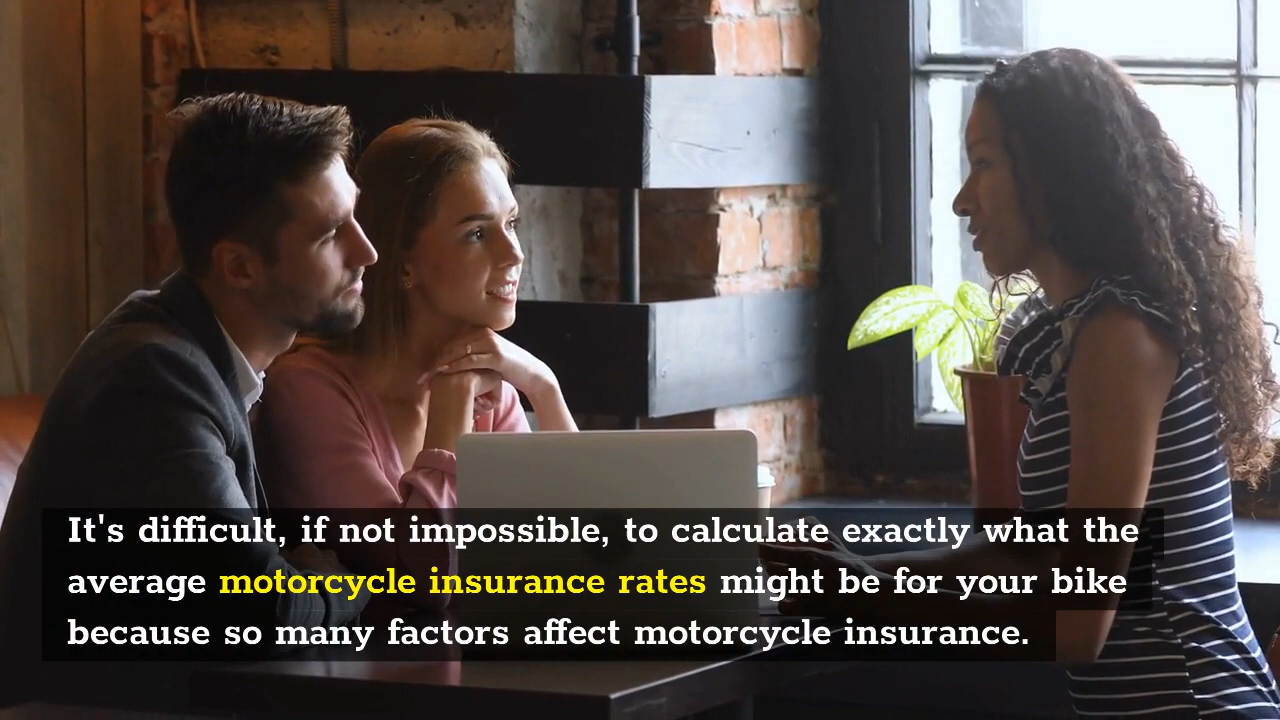 It's difficult, if not impossible, to calculate exactly what the
average motorcycle insurance rates might be for your bike
because so many factors affect motorcycle insurance.